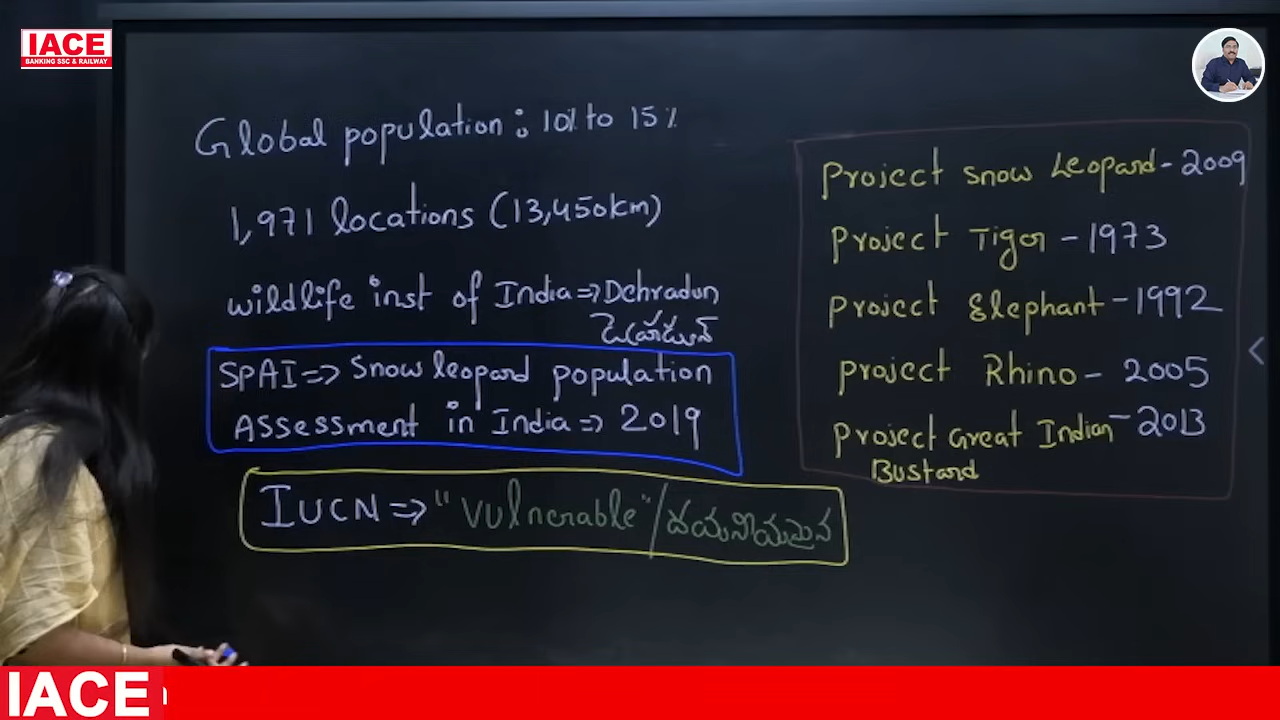 IACE
BANKING SSC & RAILWAY
Global population : 10% to 15%
1,971 locations (13,450km)
wildlife inst of India => Dehradun
డెహ్రాడూన్
SPAI => Snow leopard population
Assessment in India => 2019
IUCN => "Vulnerable" / దయనీయమైన
Project Snow Leopard - 2009
Project Tiger - 1973
Project Elephant - 1992
Project Rhino - 2005
Project Great Indian - 2013
Bustard
IACE